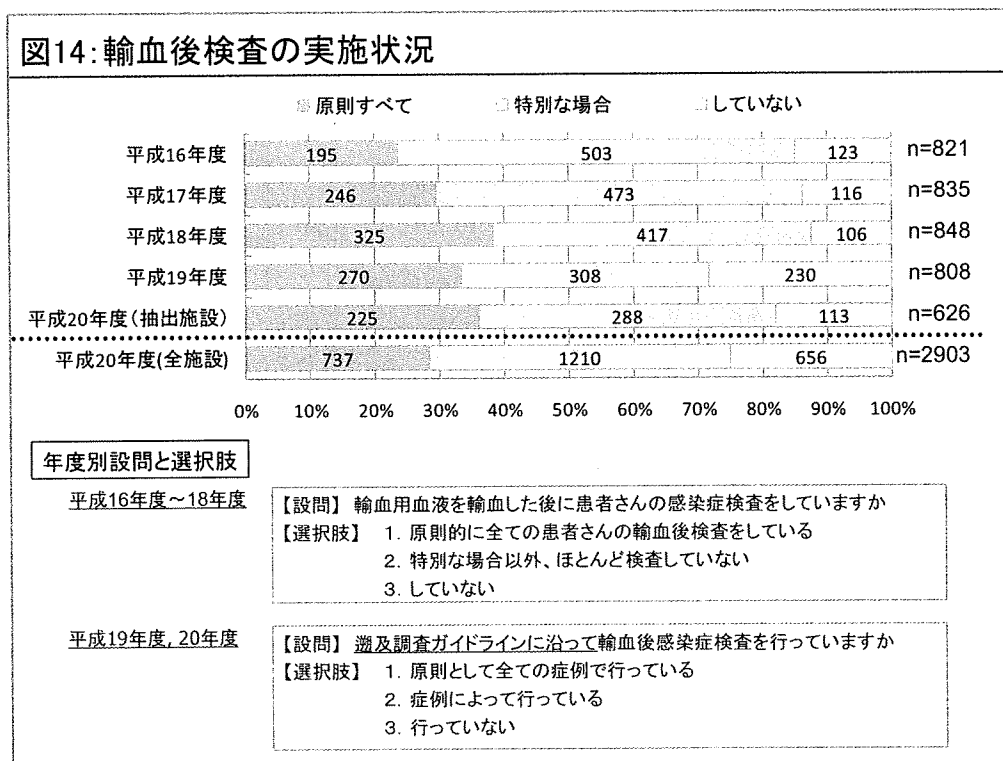 図14:輸血後検査の実施状況
原則すべて 特別な場合 していない
平成16年度 195 503 123 n=821
平成17年度 246 473 116 n=835
平成18年度 325 417 106 n=848
平成19年度 270 308 230 n=808
平成20年度(抽出施設) 225 288 113 n=626
平成20年度(全施設) 737 1210 656 n=2903
0% 10% 20% 30% 40% 50% 60% 70% 80% 90% 100%
年度別設問と選択肢
平成16年度～18年度
【設問】 輸血用血液を輸血した後に患者さんの感染症検査をしていますか
【選択肢】 1. 原則的に全ての患者さんの輸血後検査をしている
2. 特別な場合以外、ほとんど検査していない
3. していない
平成19年度, 20年度
【設問】 遡及調査ガイドラインに沿って輸血後感染症検査を行っていますか
【選択肢】 1. 原則として全ての症例で行っている
2. 症例によって行っている
3. 行っていない